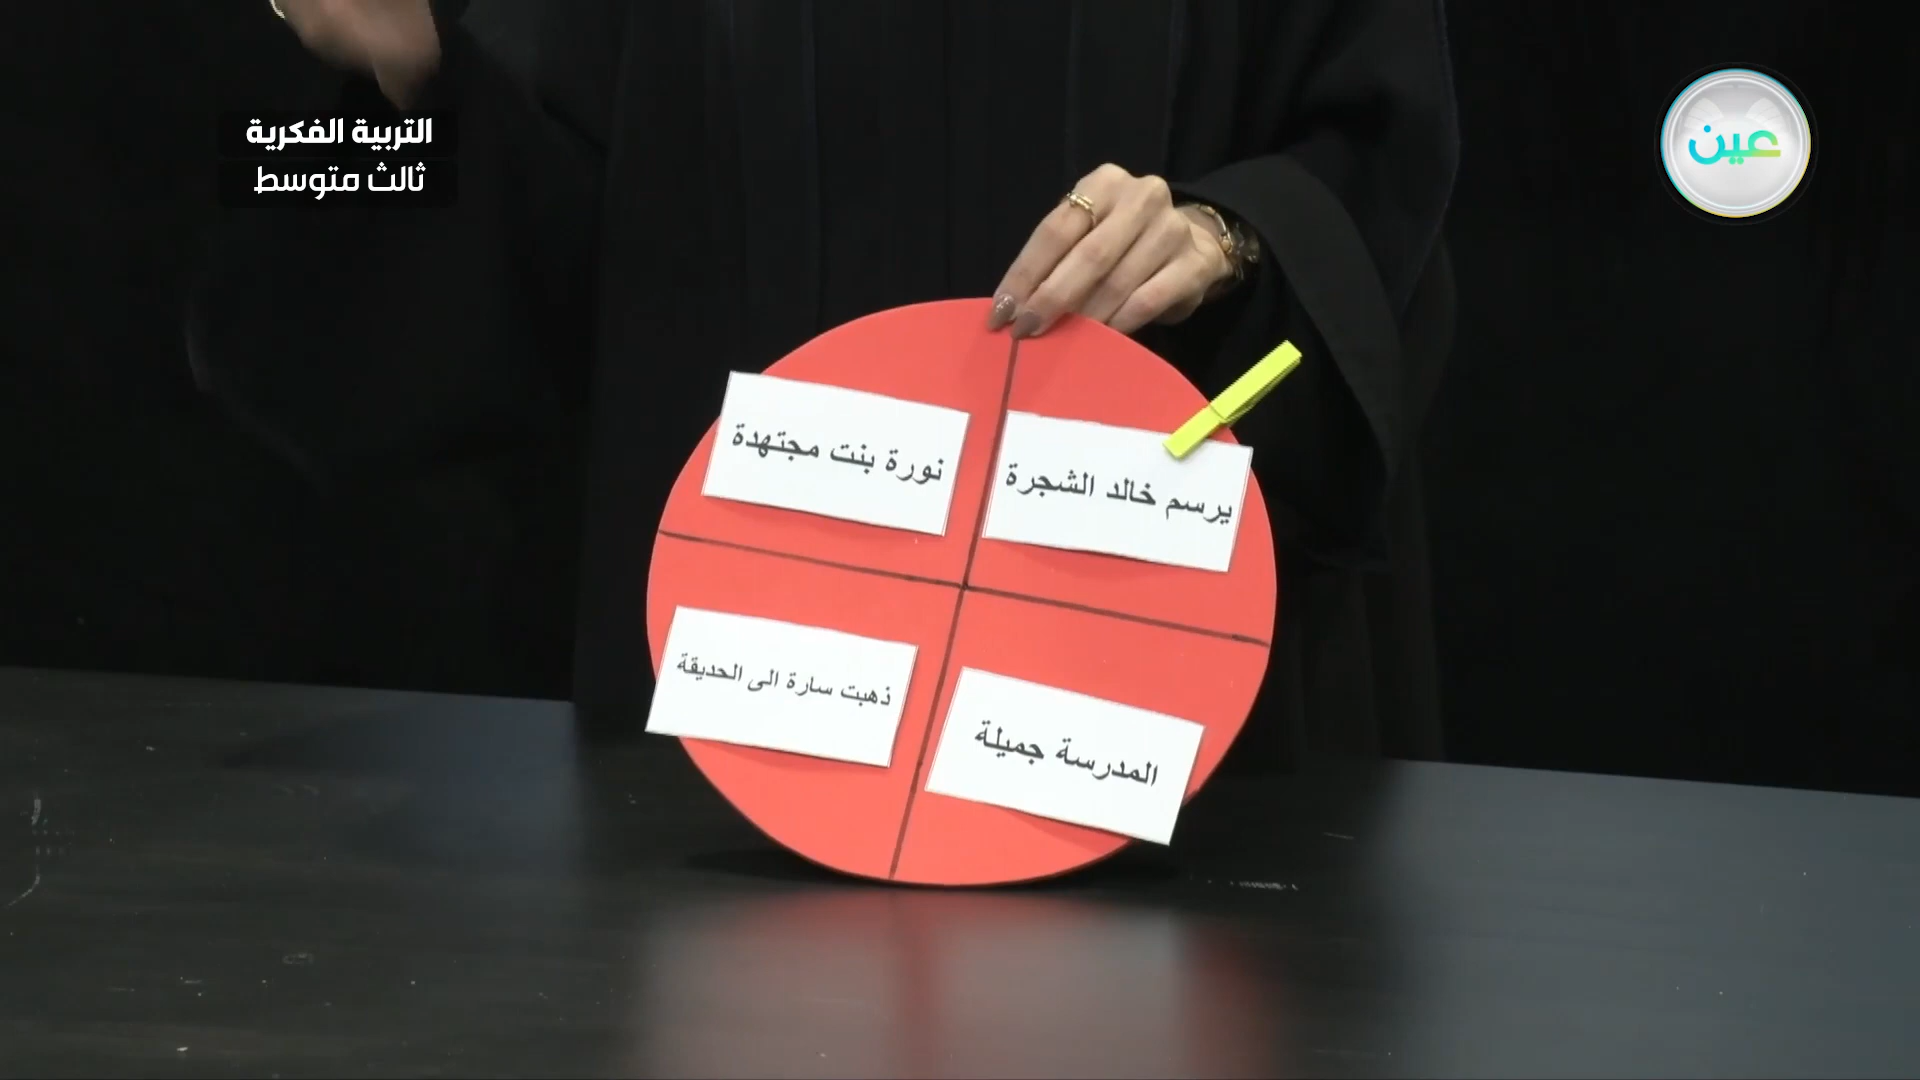 التربية الفكرية
ثالث متوسط
عين
يرسم خالد الشجرة
نورة بنت مجتهدة
المدرسة جميلة
ذهبت سارة الى الحديقة